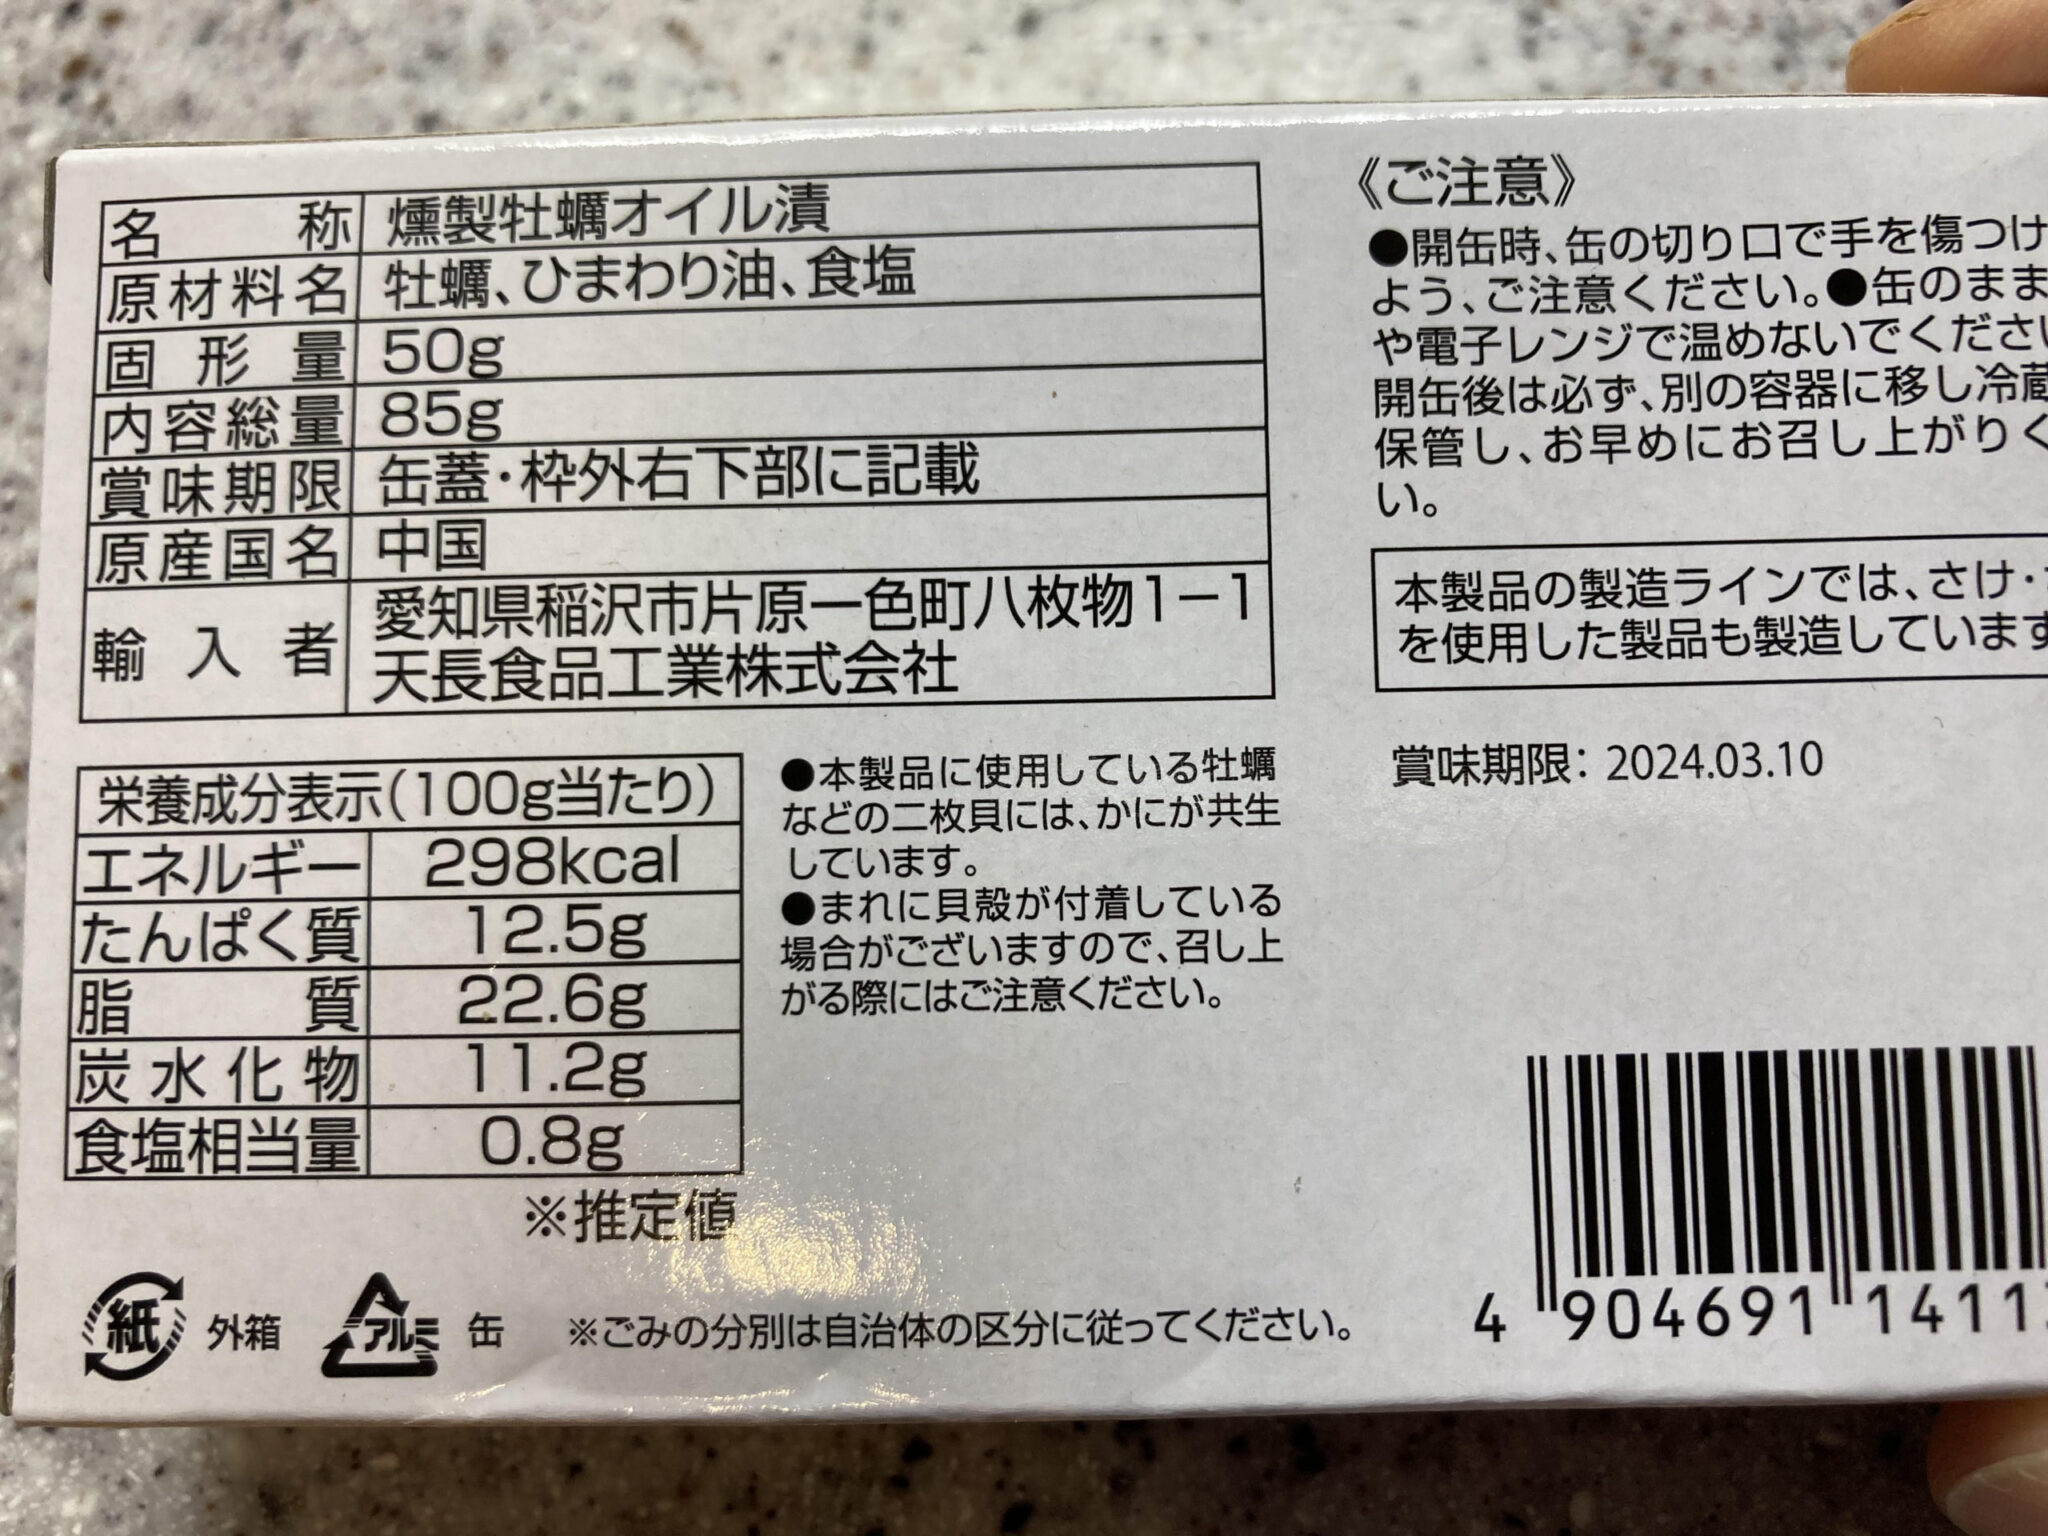 名称 燻製牡蠣オイル漬
原材料名 牡蠣、ひまわり油、食塩
固形量 50g
内容総量 85g
賞味期限 缶蓋・枠外右下部に記載
原産国名 中国
輸入者 愛知県稲沢市片原一色町八枚物1−1
天長食品工業株式会社
栄養成分表示(100g当たり)
エネルギー 298kcal
たんぱく質 12.5g
脂質 22.6g
炭水化物 11.2g
食塩相当量 0.8g
※推定値
●本製品に使用している牡蠣
などの二枚貝には、かにが共生
しています。
●まれに貝殻が付着している
場合がございますので、召し上
がる際にはご注意ください。
《ご注意》
●開缶時、缶の切り口で手を傷つけ
よう、ご注意ください。●缶のまま
や電子レンジで温めないでくださ
開缶後は必ず、別の容器に移し冷蔵
保管し、お早めにお召し上がりく
い。
本製品の製造ラインでは、さけ・
を使用した製品も製造しています
賞味期限: 2024.03.10
4 904691 1411
紙 外箱 アルミ 缶 ※ごみの分別は自治体の区分に従ってください。